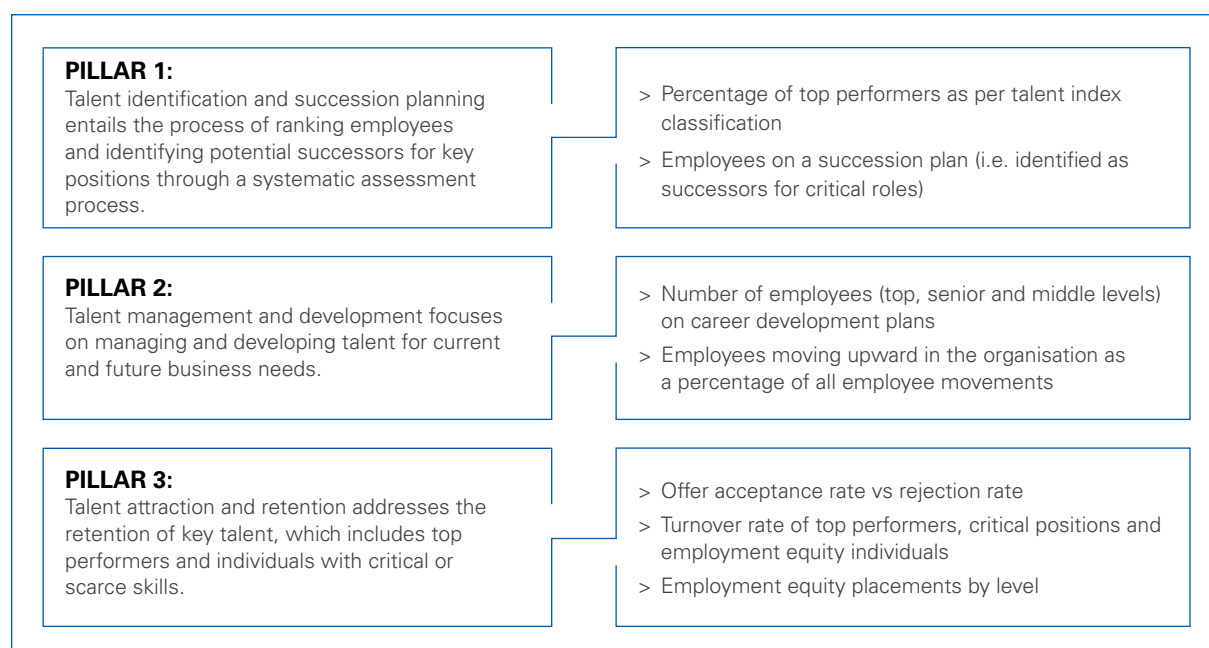 PILLAR 1:
Talent identification and succession planning
entails the process of ranking employees
and identifying potential successors for key
positions through a systematic assessment
process.
> Percentage of top performers as per talent index
classification
> Employees on a succession plan (i.e. identified as
successors for critical roles)
PILLAR 2:
Talent management and development focuses
on managing and developing talent for current
and future business needs.
> Number of employees (top, senior and middle levels)
on career development plans
> Employees moving upward in the organisation as
a percentage of all employee movements
PILLAR 3:
Talent attraction and retention addresses the
retention of key talent, which includes top
performers and individuals with critical or
scarce skills.
> Offer acceptance rate vs rejection rate
> Turnover rate of top performers, critical positions and
employment equity individuals
> Employment equity placements by level